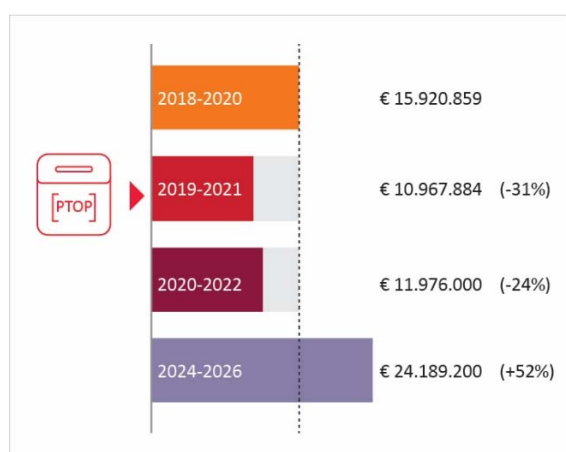 2018-2020 € 15.920.859
[PTOP]
2019-2021 € 10.967.884 (-31%)
2020-2022 € 11.976.000 (-24%)
2024-2026 € 24.189.200 (+52%)